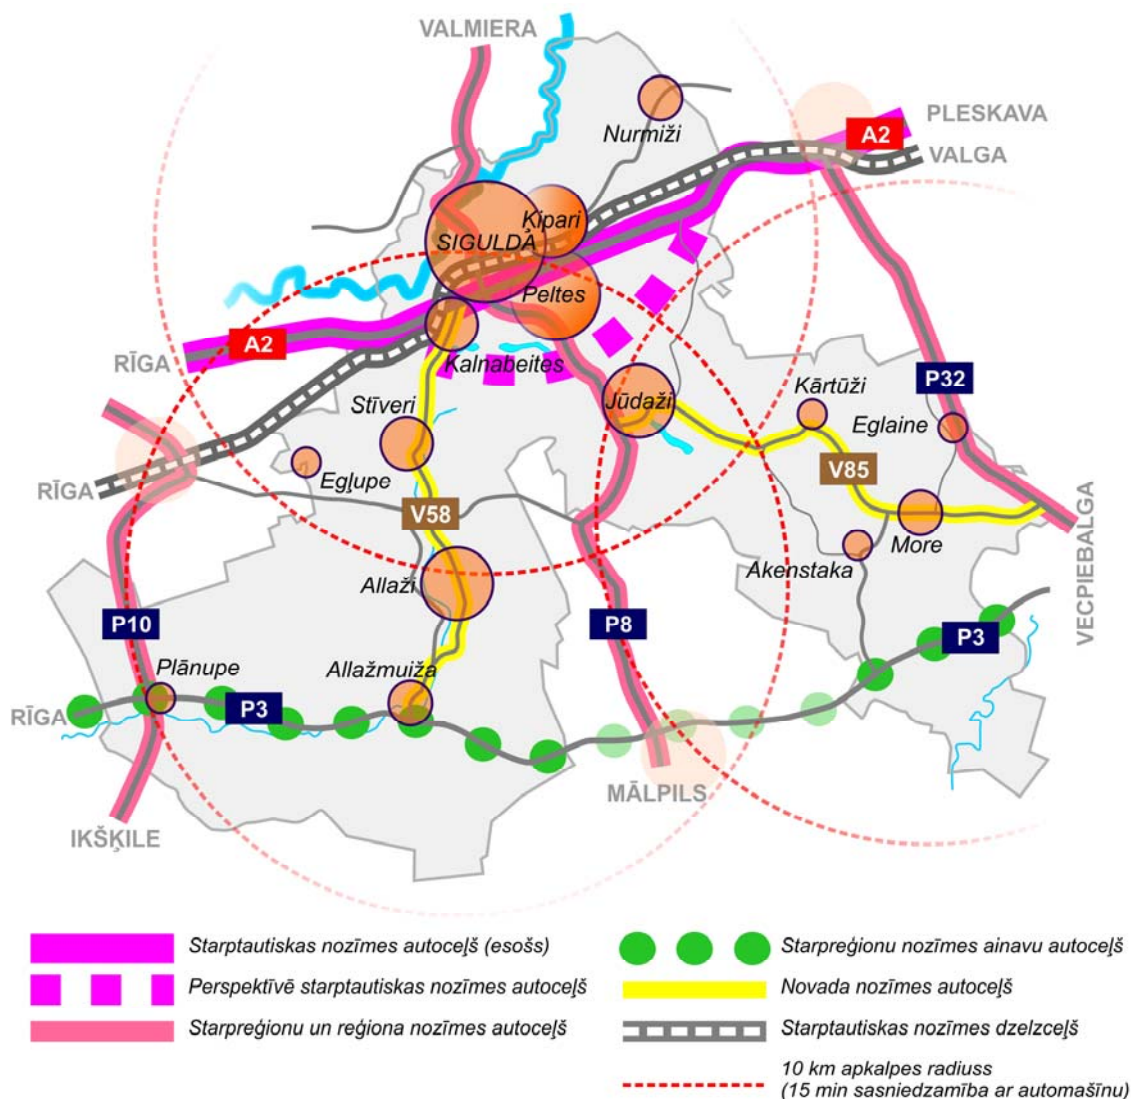 VALMIERA
PLESKAVA
A2
VALGA
Nurmiži
Ķipari
SIGULDA
Peltes
A2
RĪGA
Kalnabeites
P32
Kārtūži
Jūdaži
Stīveri
Eglaine
V85
RĪGA
Egļupe
V58
More
Akenstaka
VECPIEBALGA
Allaži
P10
P8
P3
Plānupe
Allažmuiža
RĪGA
P3
MĀLPILS
IKŠĶILE
Starptautiskas nozīmes autoceļš (esošs)
Perspektīvē starptautiskas nozīmes autoceļš
Starpreģionu un reģiona nozīmes autoceļš
Starpreģionu nozīmes ainavu autoceļš
Novada nozīmes autoceļš
Starptautiskas nozīmes dzelzceļš
10 km apkalpes radiuss
(15 min sasniedzamība ar automašīnu)